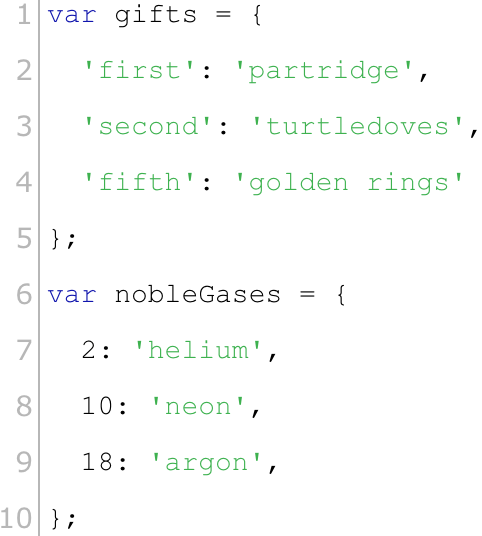 1 var gifts = {
2   'first': 'partridge',
3   'second': 'turtledoves',
4   'fifth': 'golden rings'
5 };
6 var nobleGases = {
7   2: 'helium',
8   10: 'neon',
9   18: 'argon',
10 };